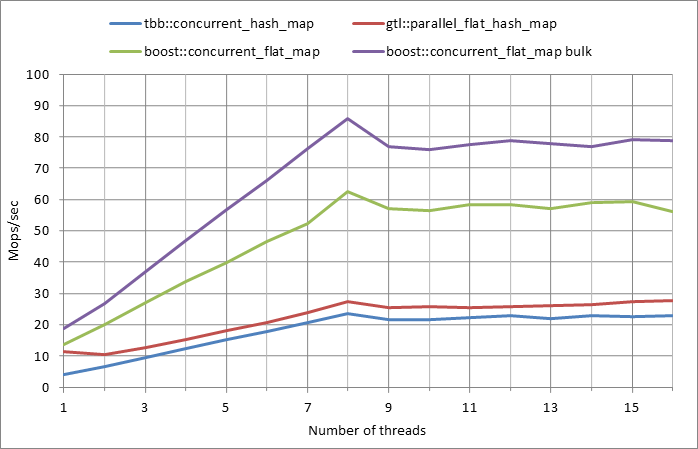 tbb::concurrent_hash_map
gtl::parallel_flat_hash_map
boost::concurrent_flat_map
boost::concurrent_flat_map bulk
100
90
80
70
60
50
40
30
20
10
0
Mops/sec
1 3 5 7 9 11 13 15
Number of threads